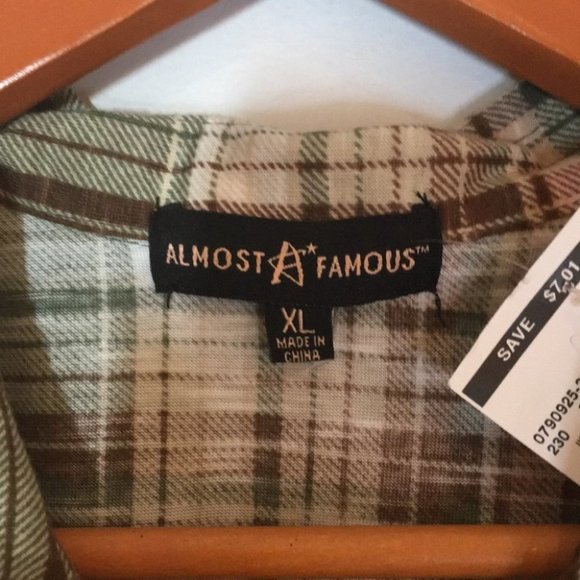 ALMOST A* FAMOUS™
XL
MADE IN
CHINA
SAVE $7.01
0790925-
230